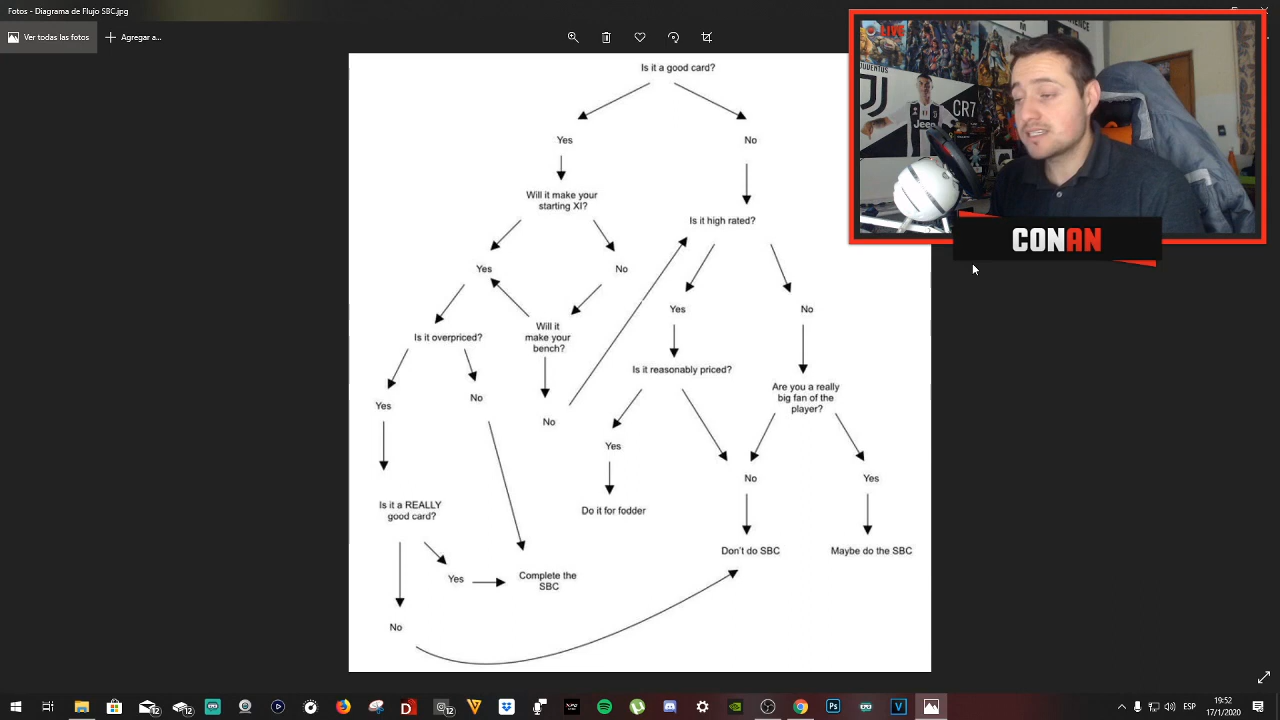 Fotos - Diagrama de Flujo SBC.jpg
Ver todas las fotos
Agregar a...
LIVE
JUVENTUS
Jeep
CR7
CONAN
Is it a good card?
Yes
No
Will it make your
starting XI?
Is it high rated?
Yes
No
Yes
No
Is it overpriced?
Will it
make your
bench?
Is it reasonably priced?
Are you a really
big fan of the
player?
Yes
No
No
Yes
No
Yes
Is it a REALLY
good card?
Do it for fodder
Don't do SBC
Maybe do the SBC
Yes
Complete the
SBC
No
19:52
ESP
17/1/2020